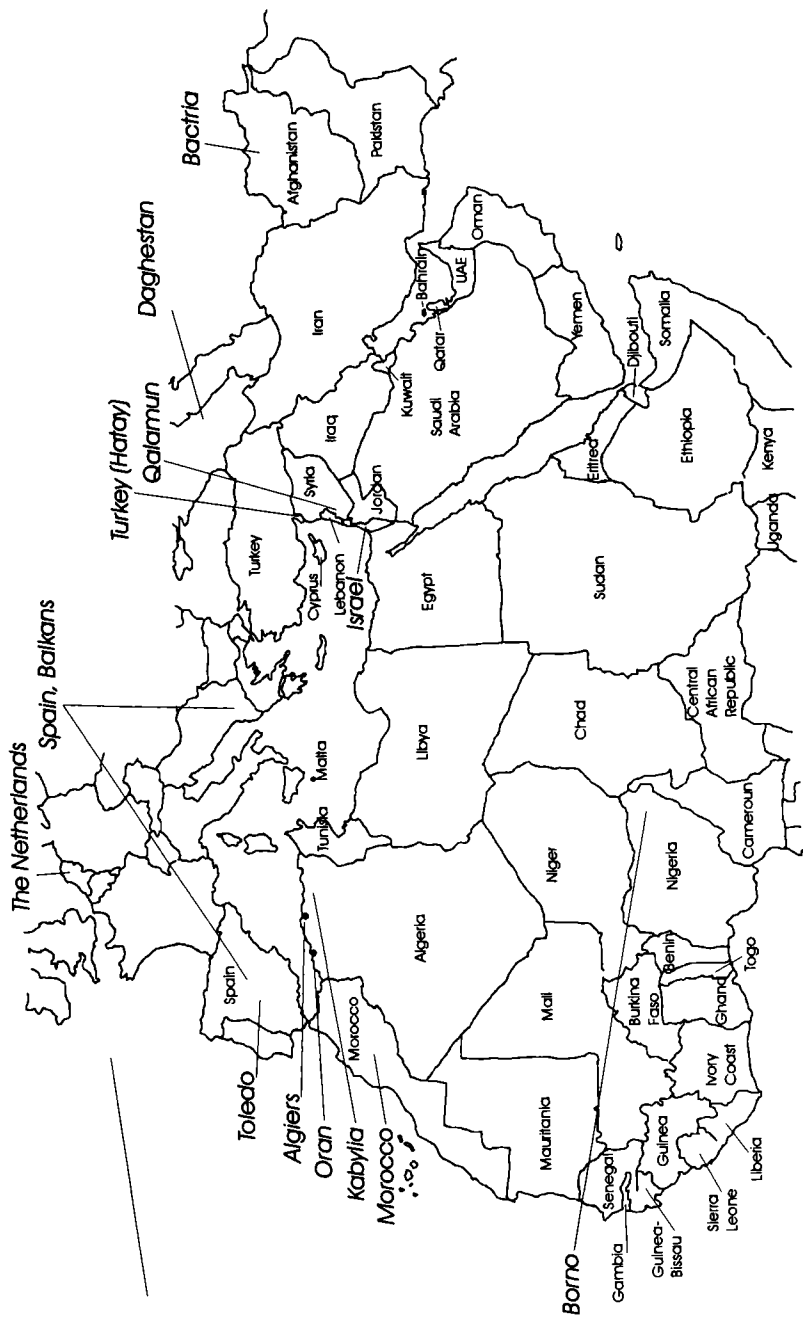 The Netherlands
Spain, Balkans
Turkey (Hatay)
Qalamun
Daghestan
Bactria
Toledo
Algiers
Oran
Kabylia
Morocco
Borno
Spain
Malta
Turkey
Cyprus
Syria
Lebanon
Israel
Jordan
Iraq
Iran
Afghanistan
Pakistan
Kuwait
Saudi
Arabia
Bahrain
Qatar
UAE
Oman
Yemen
Morocco
Algeria
Tunisia
Libya
Egypt
Mauritania
Mali
Niger
Chad
Sudan
Eritrea
Djibouti
Somalia
Ethiopia
Kenya
Uganda
Senegal
Gambia
Guinea-
Bissau
Guinea
Sierra
Leone
Liberia
Ivory
Coast
Burkina
Faso
Ghana
Togo
Benin
Nigeria
Cameroun
Central
African
Republic